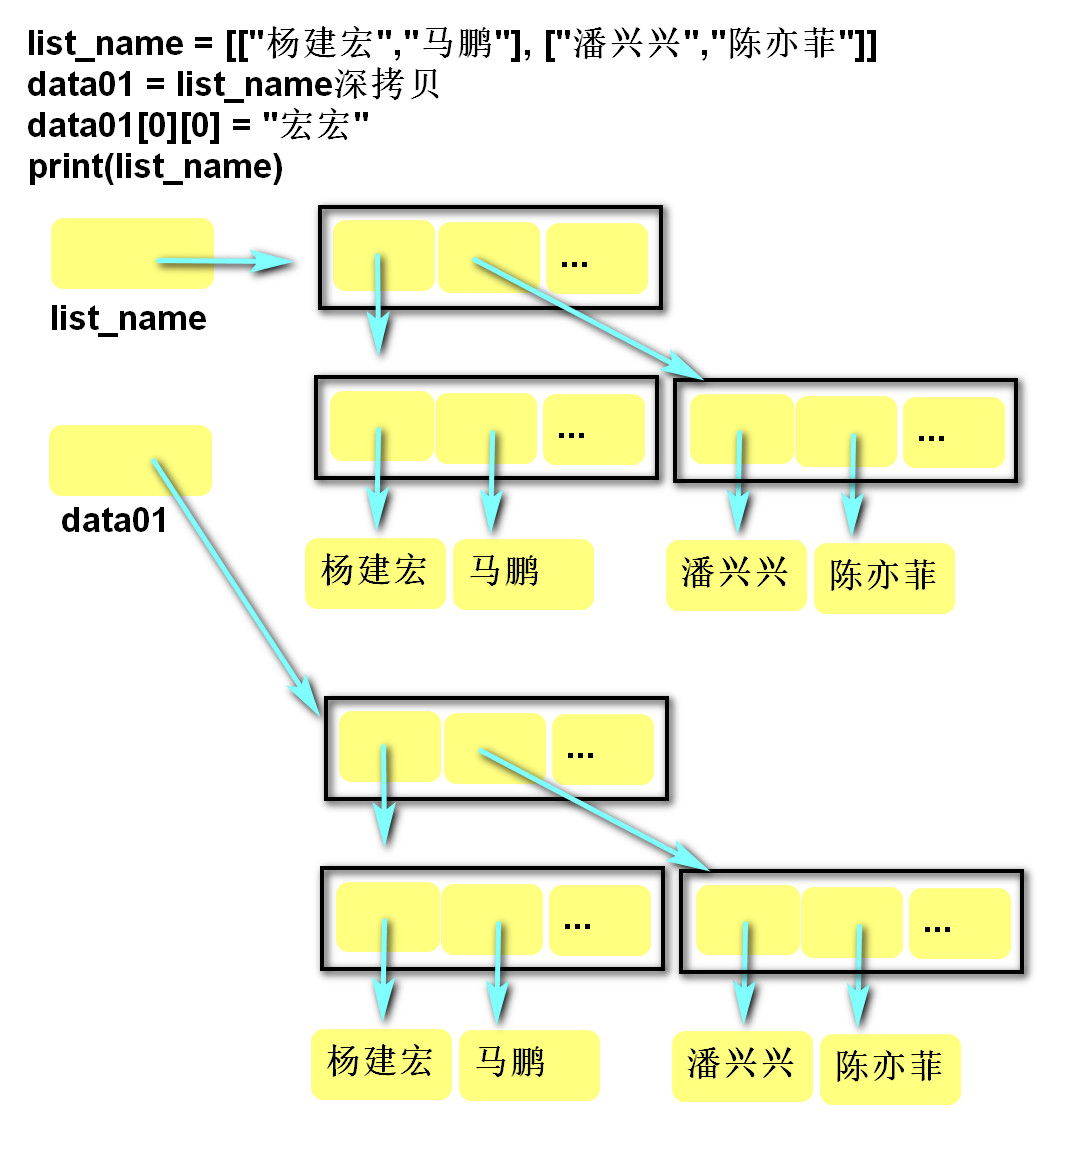 list_name = [["杨建宏","马鹏"], ["潘兴兴","陈亦菲"]]
data01 = list_name深拷贝
data01[0][0] = "宏宏"
print(list_name)
...
list_name
...
...
data01
杨建宏 马鹏 潘兴兴 陈亦菲
...
...
...
杨建宏 马鹏 潘兴兴 陈亦菲